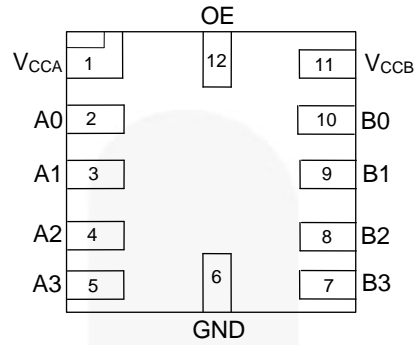 OE
VCCA 1 12 11 VCCB
A0 2 10 B0
A1 3 9 B1
A2 4 8 B2
A3 5 6 7 B3
GND